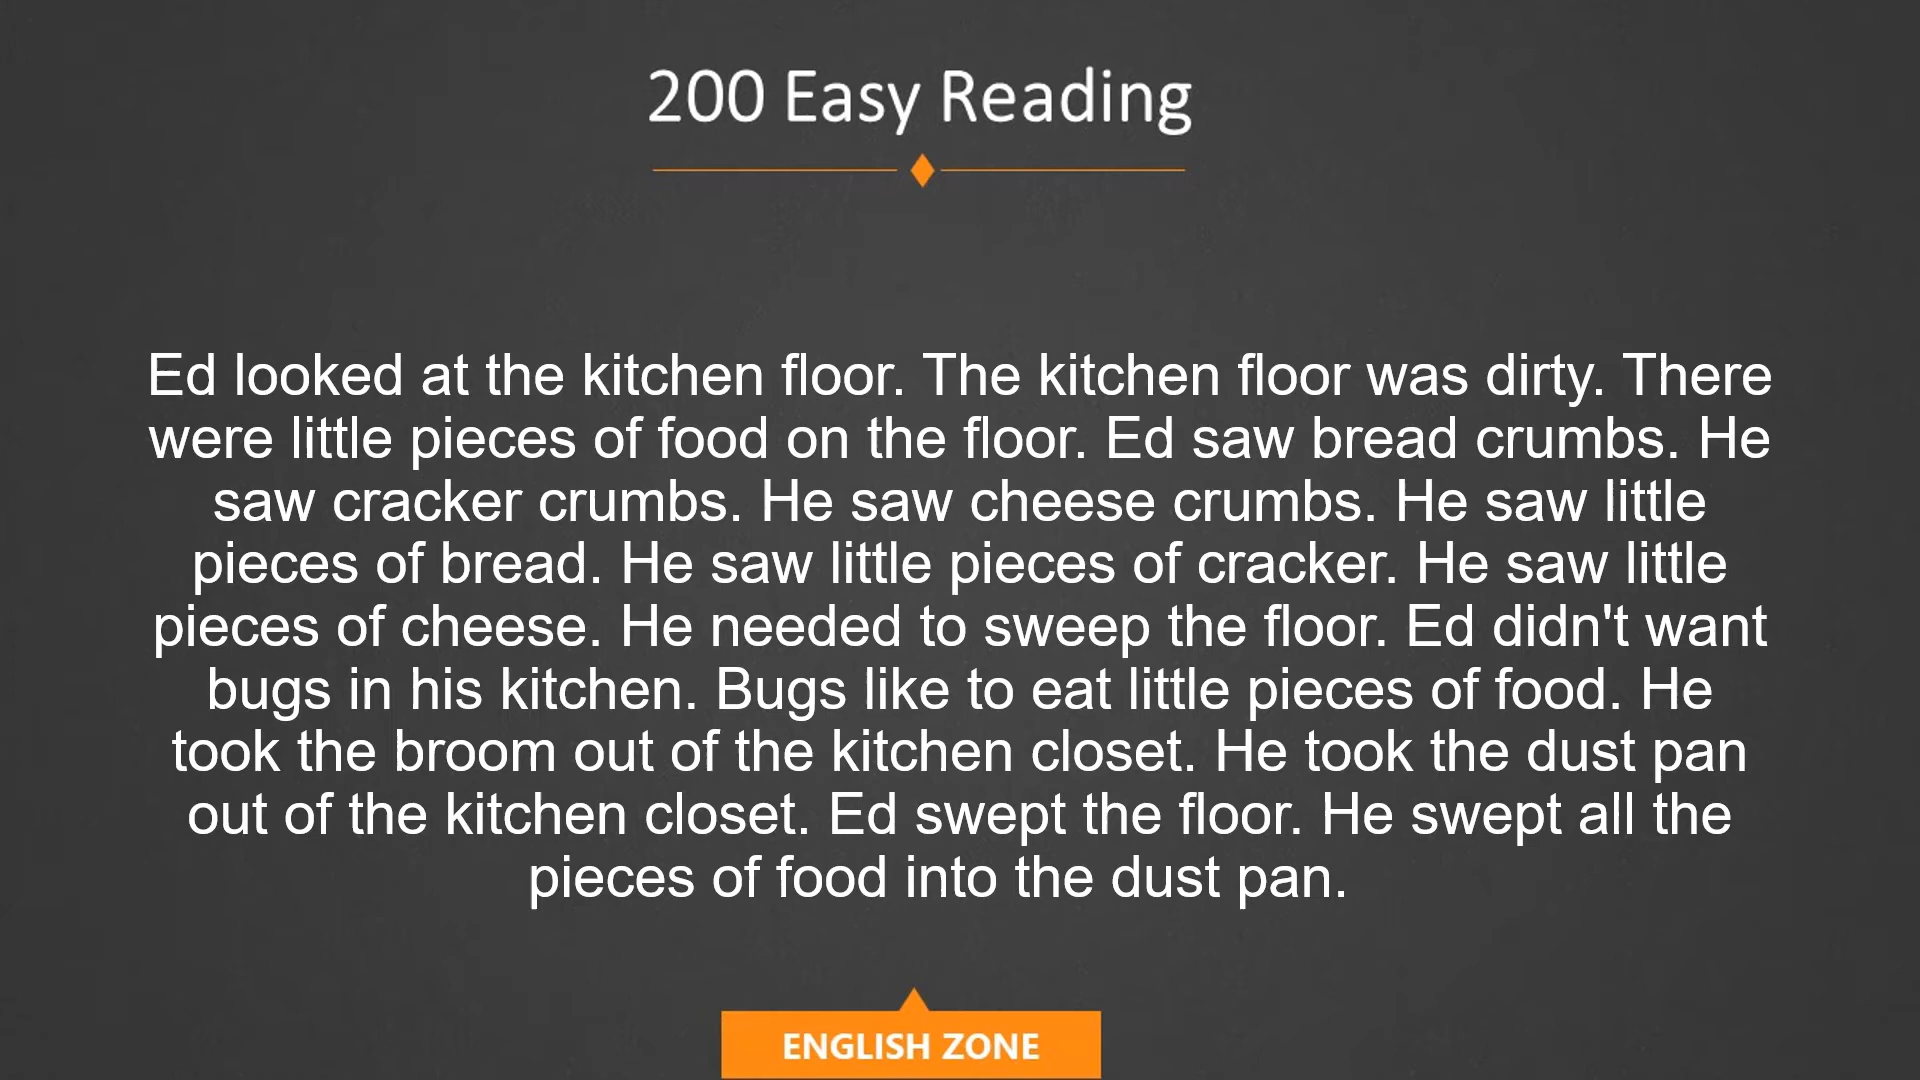 200 Easy Reading
Ed looked at the kitchen floor. The kitchen floor was dirty. There
were little pieces of food on the floor. Ed saw bread crumbs. He
saw cracker crumbs. He saw cheese crumbs. He saw little
pieces of bread. He saw little pieces of cracker. He saw little
pieces of cheese. He needed to sweep the floor. Ed didn't want
bugs in his kitchen. Bugs like to eat little pieces of food. He
took the broom out of the kitchen closet. He took the dust pan
out of the kitchen closet. Ed swept the floor. He swept all the
pieces of food into the dust pan.
ENGLISH ZONE